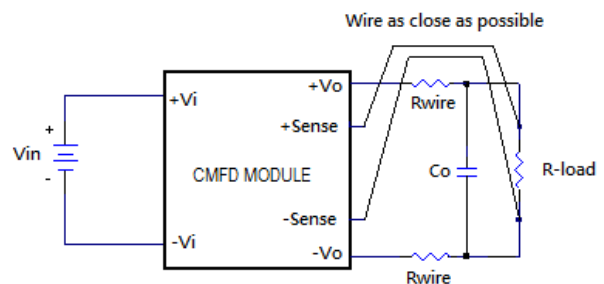 Wire as close as possible
+Vi
+Vo
Rwire
+Sense
+
Vin
-
CMFD MODULE
Co
R-load
-Sense
-Vi
-Vo
Rwire